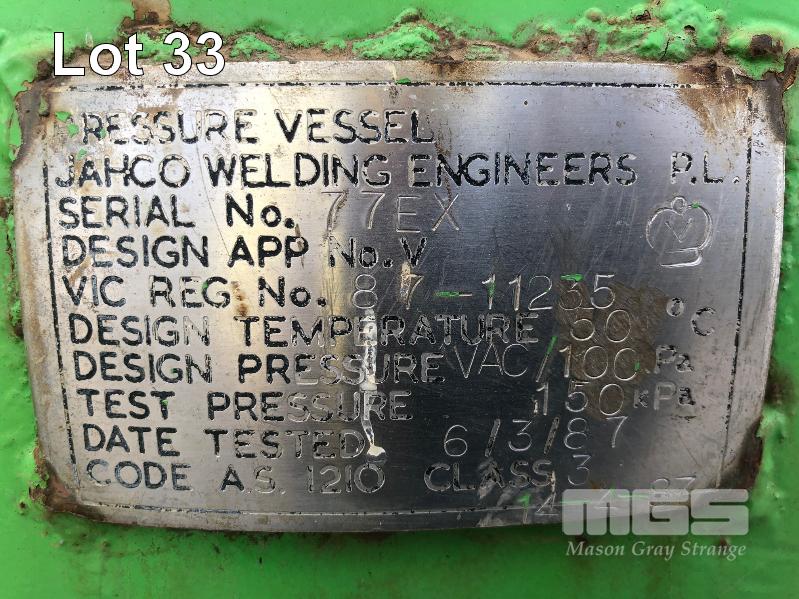 Lot 33
PRESSURE VESSEL
JAHCO WELDING ENGINEERS P.L.
SERIAL No. 77EX
DESIGN APP No. V
VIC REG No. 87-11235
DESIGN TEMPERATURE 50 °C
DESIGN PRESSURE VAC/100 KPa
TEST PRESSURE 150 KPa
DATE TESTED 6/3/87
CODE A.S. 1210 CLASS 3
MGS
Mason Gray Strange